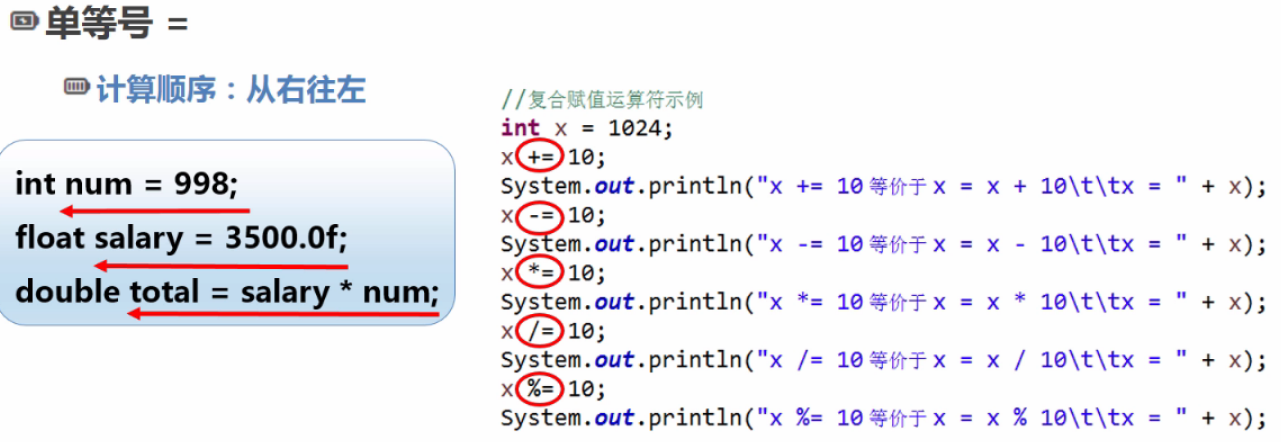 单等号 =
计算顺序：从右往左
int num = 998;
float salary = 3500.0f;
double total = salary * num;
//复合赋值运算符示例
int x = 1024;
x += 10;
System.out.println("x += 10 等价于 x = x + 10\t\tx = " + x);
x -= 10;
System.out.println("x -= 10 等价于 x = x - 10\t\tx = " + x);
x *= 10;
System.out.println("x *= 10 等价于 x = x * 10\t\tx = " + x);
x /= 10;
System.out.println("x /= 10 等价于 x = x / 10\t\tx = " + x);
x %= 10;
System.out.println("x %= 10 等价于 x = x % 10\t\tx = " + x);